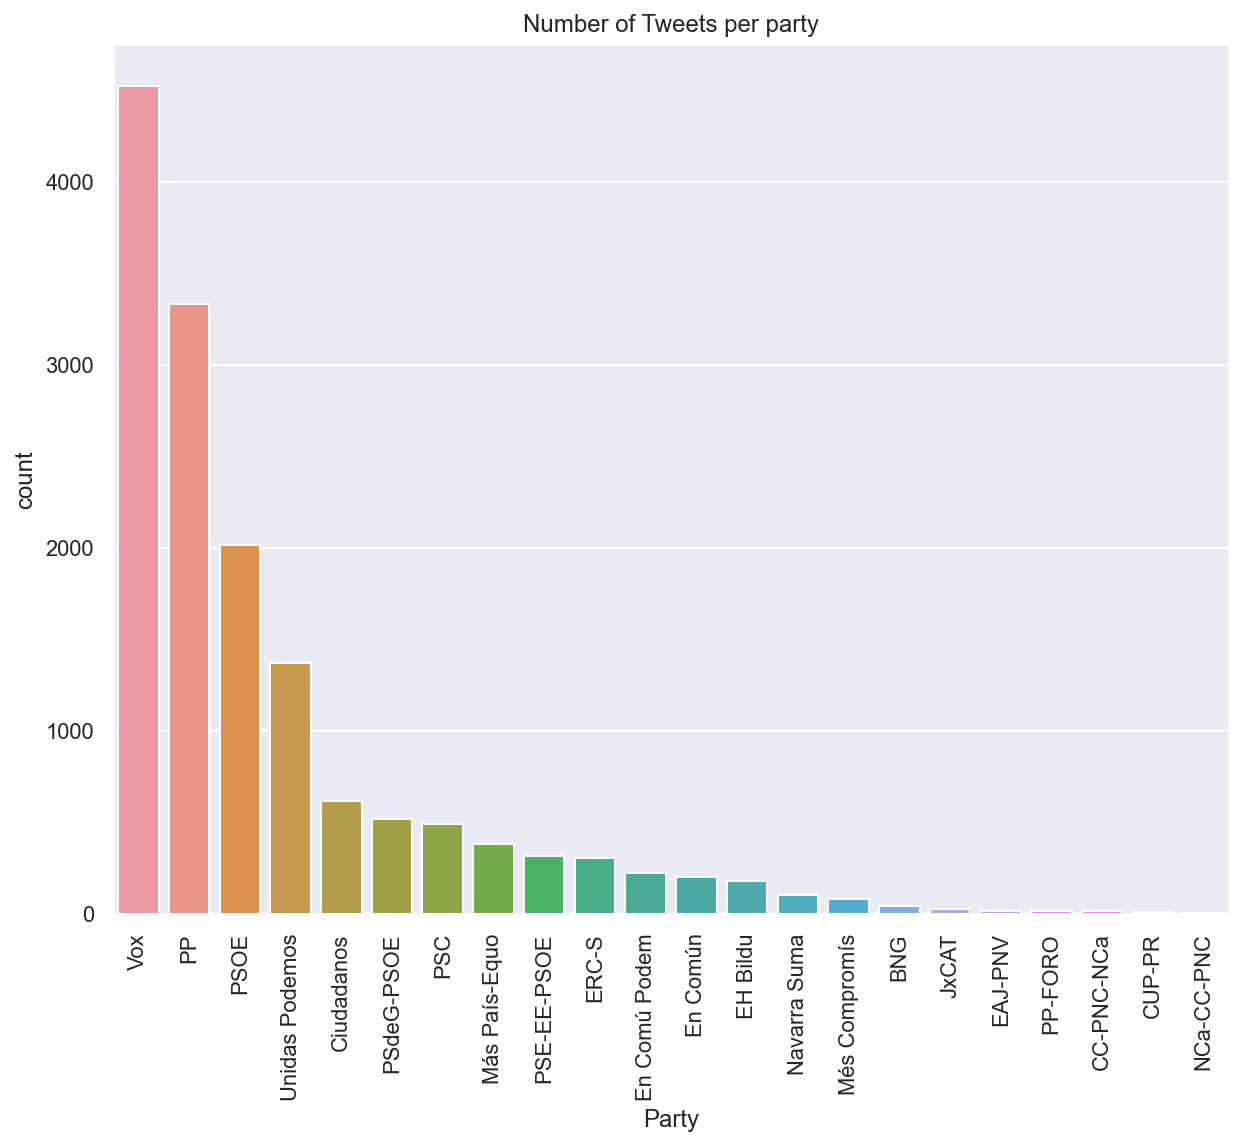 Number of Tweets per party
count
4000
3000
2000
1000
0
Vox
PP
PSOE
Unidas Podemos
Ciudadanos
PSdeG-PSOE
PSC
Más País-Equo
PSE-EE-PSOE
ERC-S
En Comú Podem
En Común
EH Bildu
Navarra Suma
Més Compromís
BNG
JxCAT
EAJ-PNV
PP-FORO
CC-PNC-NCa
CUP-PR
NCa-CC-PNC
Party